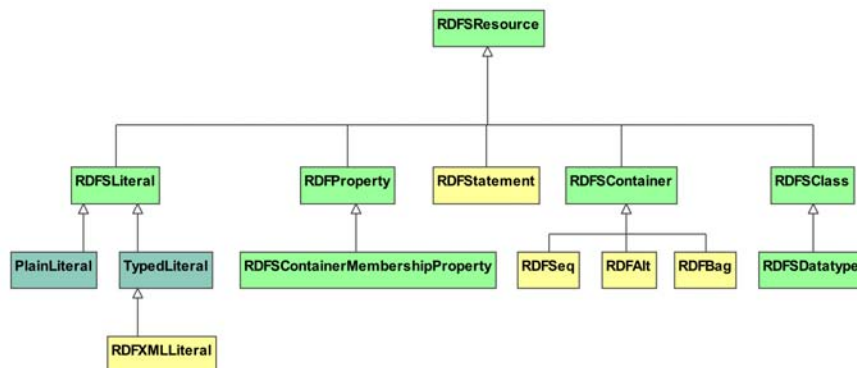 RDFSResource
RDFSLiteral
RDFProperty
RDFStatement
RDFSContainer
RDFSClass
PlainLiteral
TypedLiteral
RDFSContainerMembershipProperty
RDFSeq
RDFAlt
RDFBag
RDFSDatatype
RDFXMLLiteral